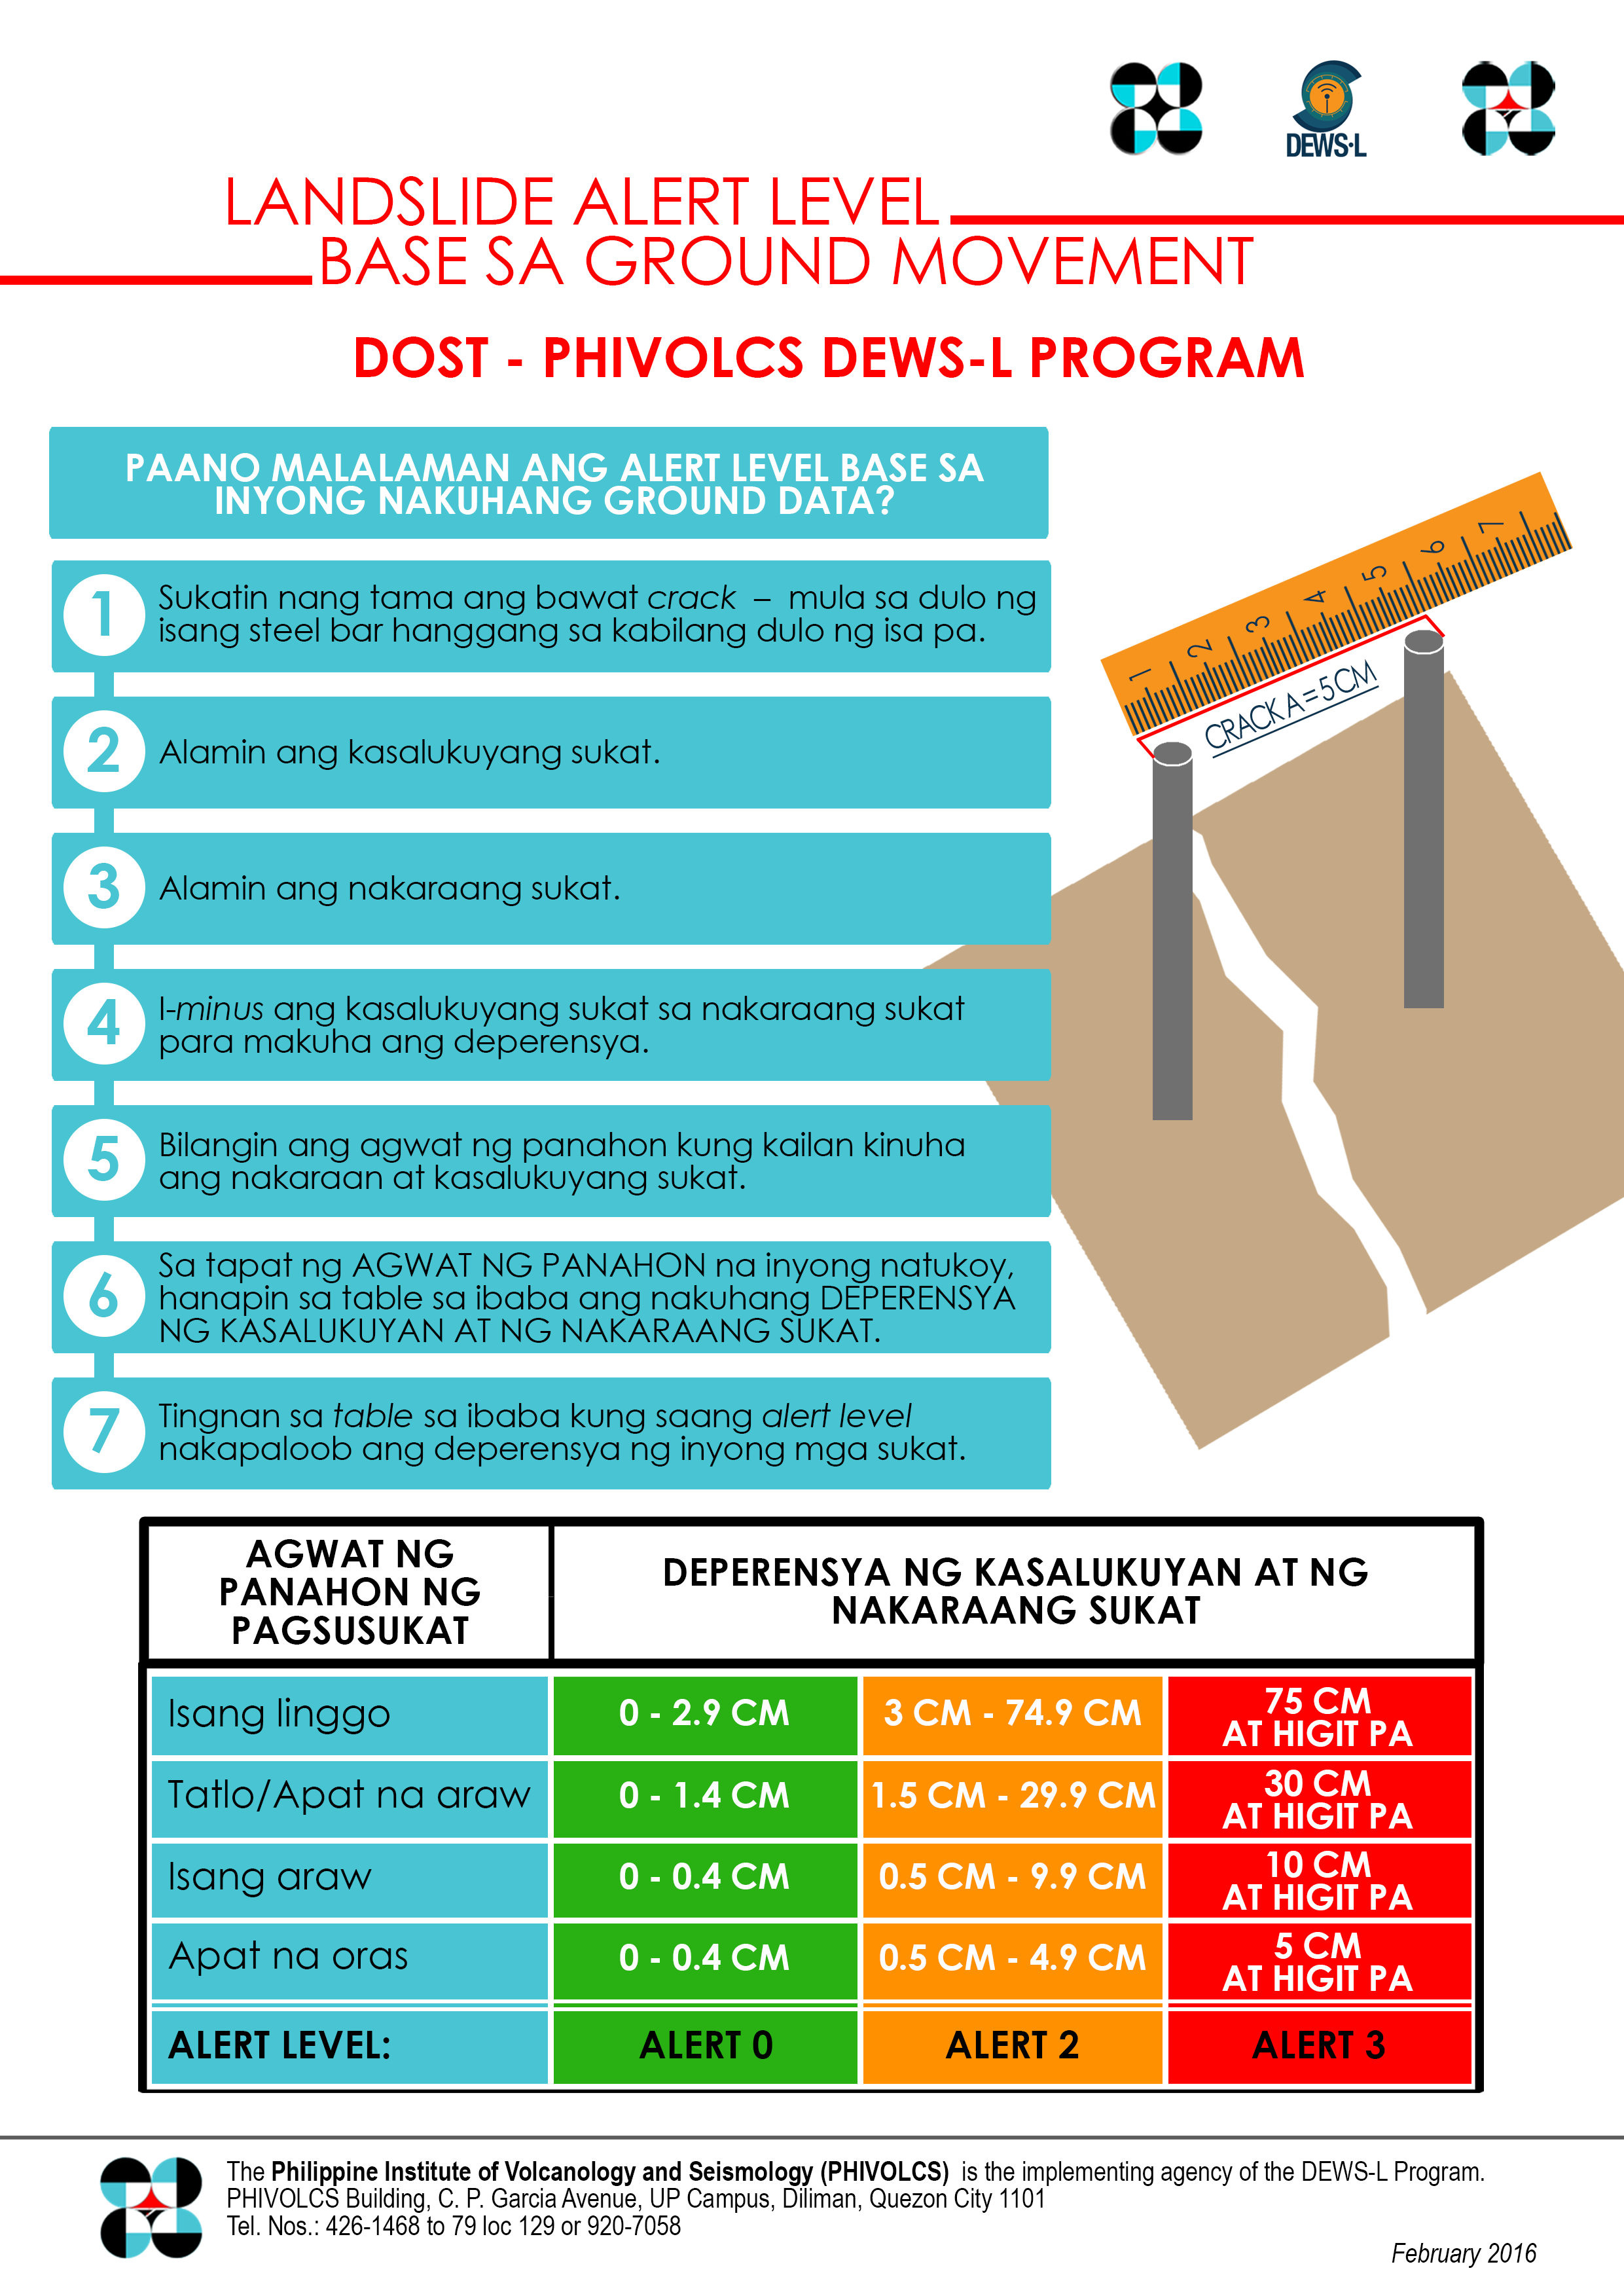 DEWS·L
LANDSLIDE ALERT LEVEL
BASE SA GROUND MOVEMENT
DOST - PHIVOLCS DEWS-L PROGRAM
PAANO MALALAMAN ANG ALERT LEVEL BASE SA
INYONG NAKUHANG GROUND DATA?
1
Sukatin nang tama ang bawat crack – mula sa dulo ng
isang steel bar hanggang sa kabilang dulo ng isa pa.
2
Alamin ang kasalukuyang sukat.
3
Alamin ang nakaraang sukat.
4
I-minus ang kasalukuyang sukat sa nakaraang sukat
para makuha ang deperensya.
5
Bilangin ang agwat ng panahon kung kailan kinuha
ang nakaraan at kasalukuyang sukat.
6
Sa tapat ng AGWAT NG PANAHON na inyong natukoy,
hanapin sa table sa ibaba ang nakuhang DEPERENSYA
NG KASALUKUYAN AT NG NAKARAANG SUKAT.
7
Tingnan sa table sa ibaba kung saang alert level
nakapaloob ang deperensya ng inyong mga sukat.
1 2 3 4 5 6 7
CRACK A = 5 CM
AGWAT NG
PANAHON NG
PAGSUSUKAT
DEPERENSYA NG KASALUKUYAN AT NG
NAKARAANG SUKAT
Isang linggo
0 - 2.9 CM
3 CM - 74.9 CM
75 CM
AT HIGIT PA
Tatlo/Apat na araw
0 - 1.4 CM
1.5 CM - 29.9 CM
30 CM
AT HIGIT PA
Isang araw
0 - 0.4 CM
0.5 CM - 9.9 CM
10 CM
AT HIGIT PA
Apat na oras
0 - 0.4 CM
0.5 CM - 4.9 CM
5 CM
AT HIGIT PA
ALERT LEVEL:
ALERT 0
ALERT 2
ALERT 3
The Philippine Institute of Volcanology and Seismology (PHIVOLCS) is the implementing agency of the DEWS-L Program.
PHIVOLCS Building, C. P. Garcia Avenue, UP Campus, Diliman, Quezon City 1101
Tel. Nos.: 426-1468 to 79 loc 129 or 920-7058
February 2016